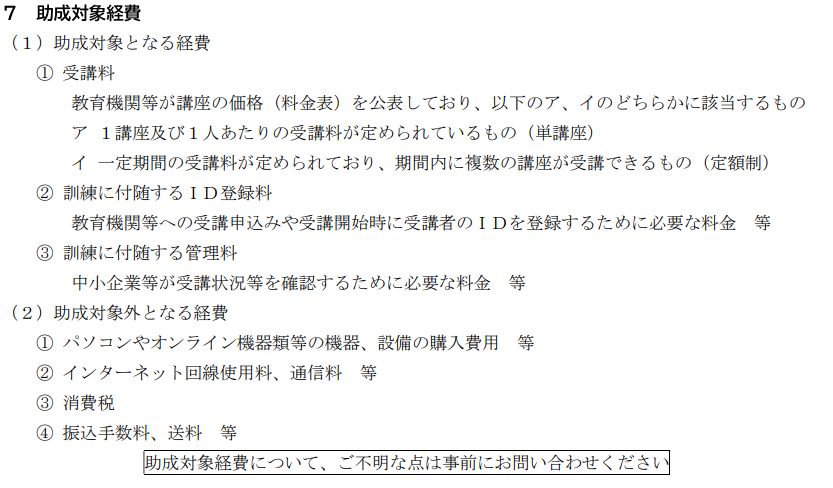 ７　助成対象経費
（１）助成対象となる経費
① 受講料
教育機関等が講座の価格（料金表）を公表しており、以下のア、イのどちらかに該当するもの
ア １講座及び１人あたりの受講料が定められているもの（単講座）
イ 一定期間の受講料が定められており、期間内に複数の講座が受講できるもの（定額制）
② 訓練に付随するＩＤ登録料
教育機関等への受講申込みや受講開始時に受講者のＩＤを登録するために必要な料金　等
③ 訓練に付随する管理料
中小企業等が受講状況等を確認するために必要な料金　等
（２）助成対象外となる経費
① パソコンやオンライン機器類等の機器、設備の購入費用　等
② インターネット回線使用料、通信料　等
③ 消費税
④ 振込手数料、送料　等
助成対象経費について、ご不明な点は事前にお問い合わせください